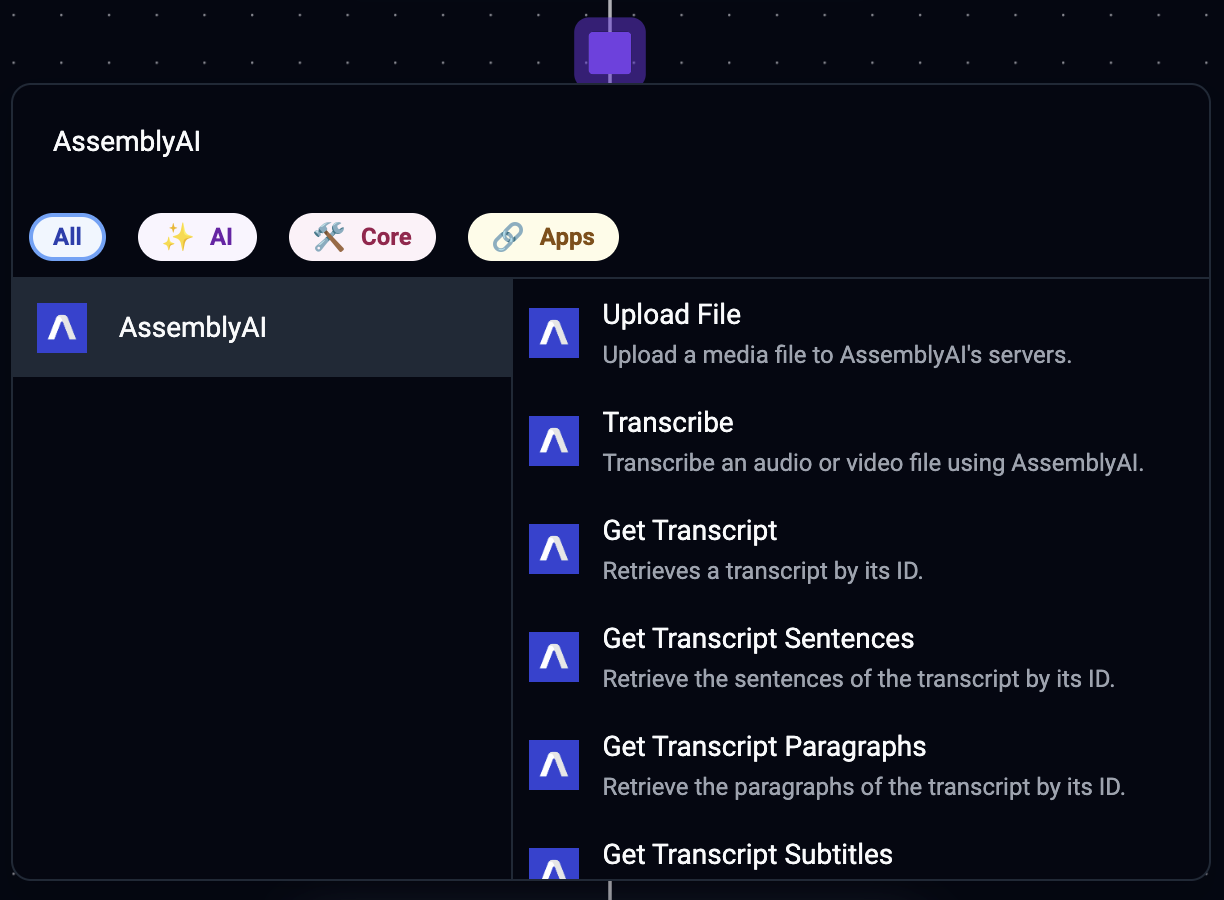 AssemblyAI
All
✨ AI
🛠️ Core
🔗 Apps
AssemblyAI
Upload File
Upload a media file to AssemblyAI's servers.
Transcribe
Transcribe an audio or video file using AssemblyAI.
Get Transcript
Retrieves a transcript by its ID.
Get Transcript Sentences
Retrieve the sentences of the transcript by its ID.
Get Transcript Paragraphs
Retrieve the paragraphs of the transcript by its ID.
Get Transcript Subtitles